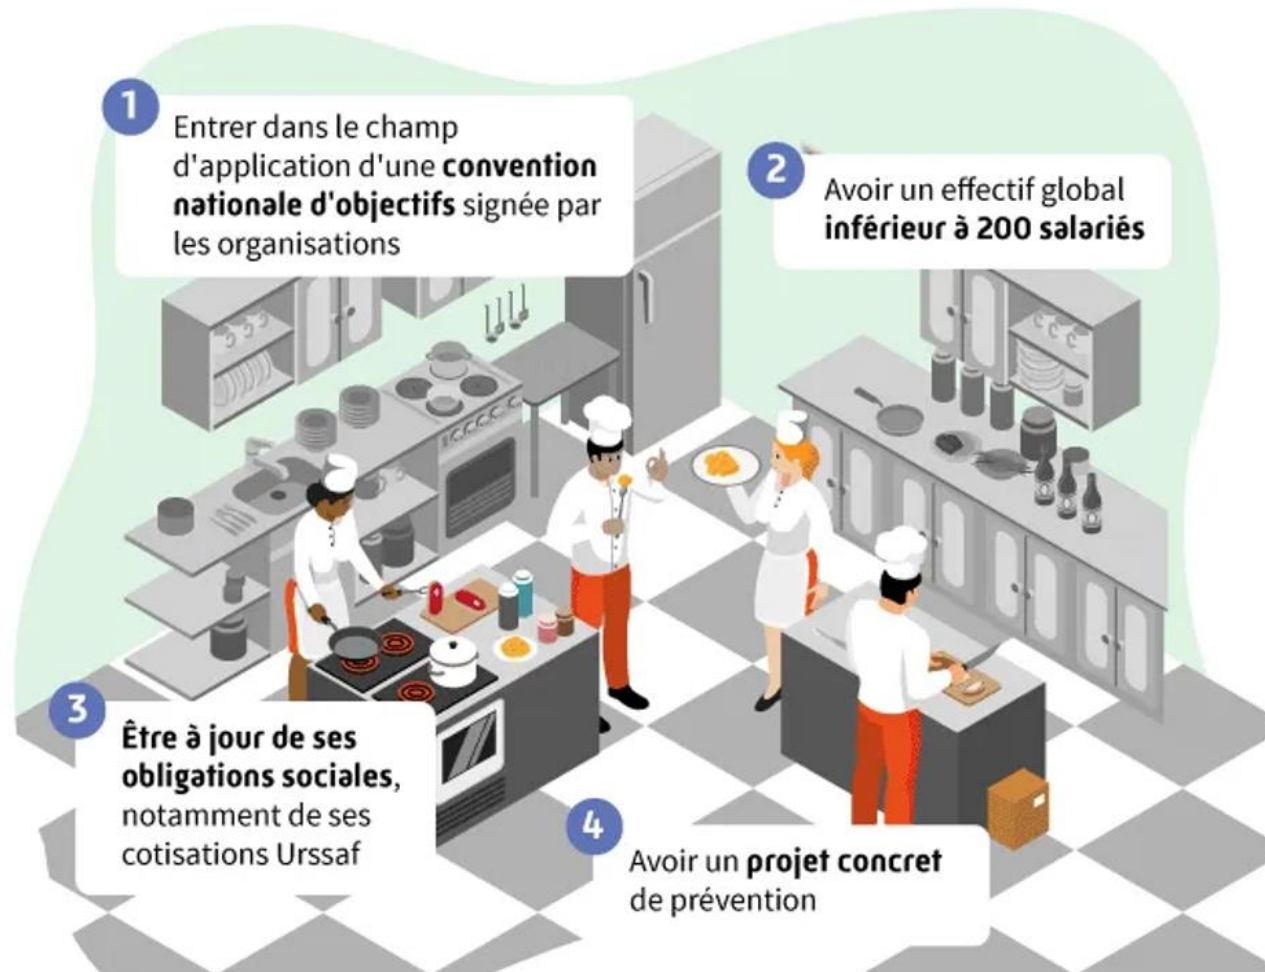 1
Entrer dans le champ
d'application d'une convention
nationale d'objectifs signée par
les organisations
2
Avoir un effectif global
inférieur à 200 salariés
3
Être à jour de ses
obligations sociales,
notamment de ses
cotisations Urssaf
4
Avoir un projet concret
de prévention